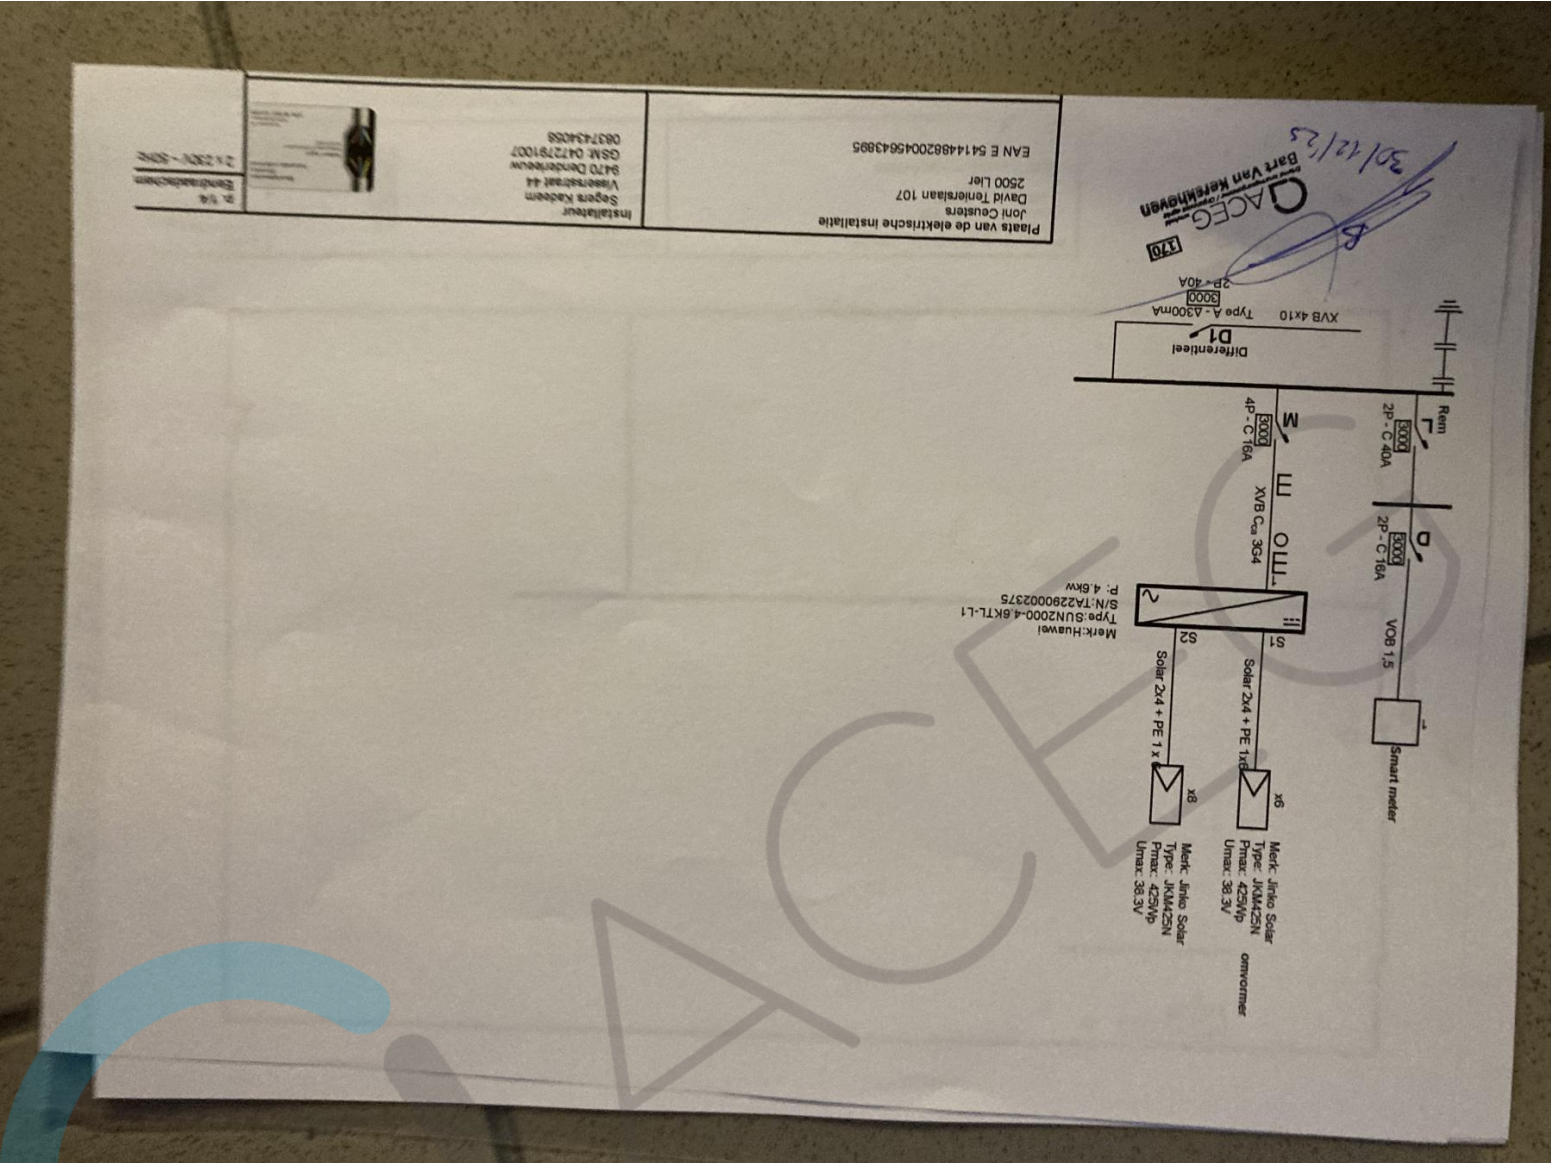 Plaats van de elektrische installatie
Joni Ceusters
David Tenierslaan 107
2500 Lier
EAN E 541448820045643895
Installateur
Segers Kadeem
Visserstraat 44
9470 Denderleeuw
GSM: 0472791007
0837434058
p. 1/4
Eendraadschema
2 x 230V ~ 50Hz
30/12/'25
ACEG
Bart Van Kerckhoven
170
XVB 4x10
Differentieel
D1
Type A - Δ300mA
3000
2P - 40A
Rem
L
3000
2P - C 40A
M
3000
4P - C 16A
XVB Cca 3G4
3000
2P - C 16A
VOB 1,5
Smart meter
Merk:Huawei
Type:SUN2000-4.6KTL-L1
S/N:TA2290002375
P: 4.6kw
S1
S2
Solar 2x4 + PE 1x6
Solar 2x4 + PE 1 x
x6
x8
Merk: Jinko Solar
Type: JKM425N
Pmax: 425Wp
Umax: 38.3V
omvormer
Merk: Jinko Solar
Type: JKM425N
Pmax: 425Wp
Umax: 38.3V
ACEG